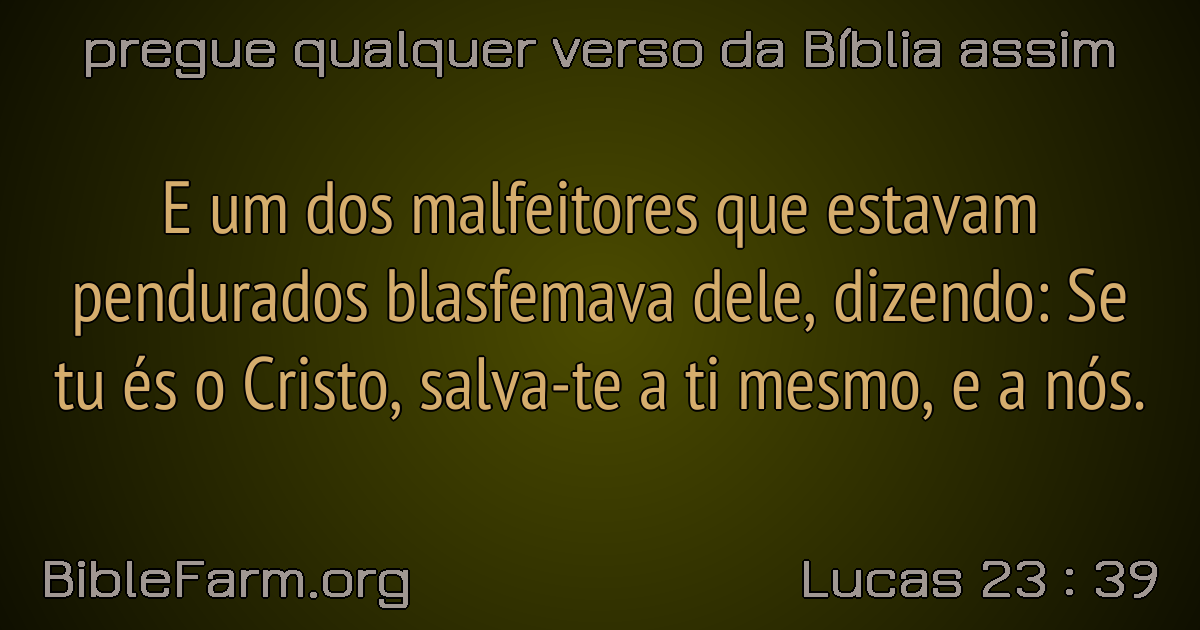 pregue qualquer verso da Bíblia assim
E um dos malfeitores que estavam
pendurados blasfemava dele, dizendo: Se
tu és o Cristo, salva-te a ti mesmo, e a nós.
BibleFarm.org
Lucas 23 : 39